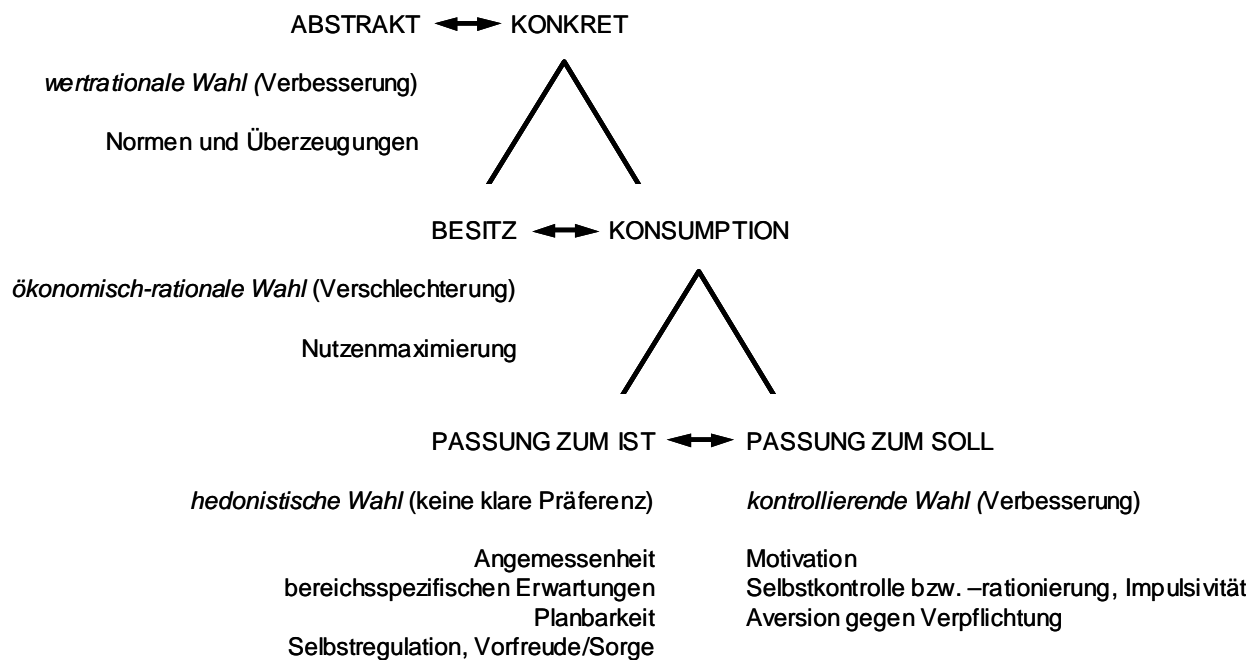 ABSTRAKT ↔ KONKRET
wertrationale Wahl (Verbesserung)
Normen und Überzeugungen
BESITZ ↔ KONSUMPTION
ökonomisch-rationale Wahl (Verschlechterung)
Nutzenmaximierung
PASSUNG ZUM IST ↔ PASSUNG ZUM SOLL
hedonistische Wahl (keine klare Präferenz)
kontrollierende Wahl (Verbesserung)
Angemessenheit
bereichsspezifischen Erwartungen
Planbarkeit
Selbstregulation, Vorfreude/Sorge
Motivation
Selbstkontrolle bzw. –rationierung, Impulsivität
Aversion gegen Verpflichtung